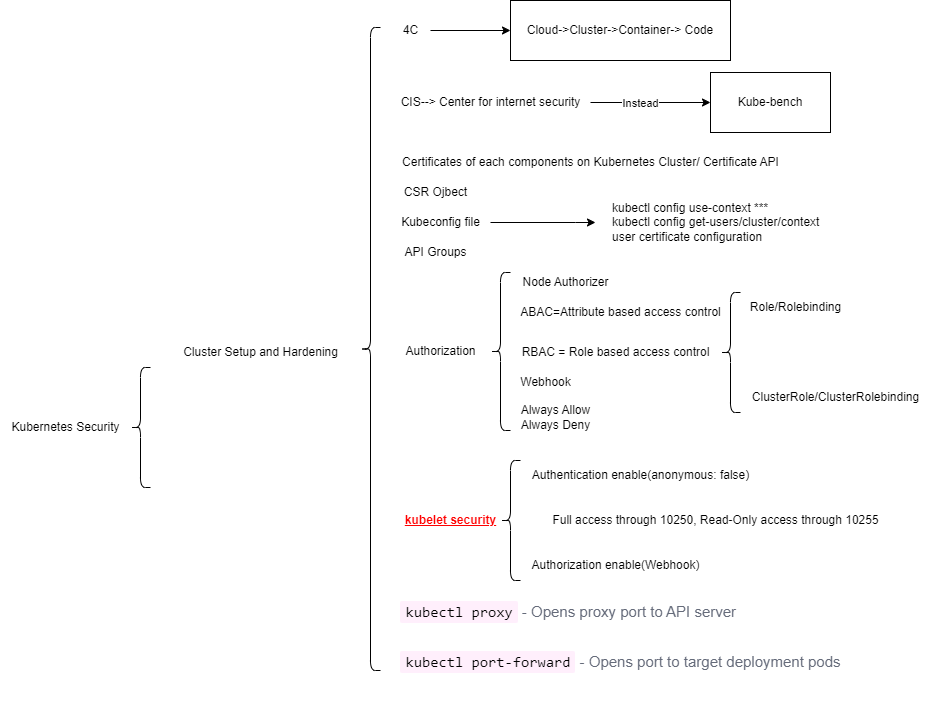 4C
Cloud->Cluster->Container-> Code
CIS--> Center for internet security
Instead
Kube-bench
Certificates of each components on Kubernetes Cluster/ Certificate API
CSR Ojbect
Kubeconfig file
kubectl config use-context ***
kubectl config get-users/cluster/context
user certificate configuration
API Groups
Node Authorizer
ABAC=Attribute based access control
Role/Rolebinding
Cluster Setup and Hardening
Authorization
RBAC = Role based access control
Webhook
ClusterRole/ClusterRolebinding
Always Allow
Always Deny
Kubernetes Security
Authentication enable(anonymous: false)
kubelet security
Full access through 10250, Read-Only access through 10255
Authorization enable(Webhook)
kubectl proxy - Opens proxy port to API server
kubectl port-forward - Opens port to target deployment pods